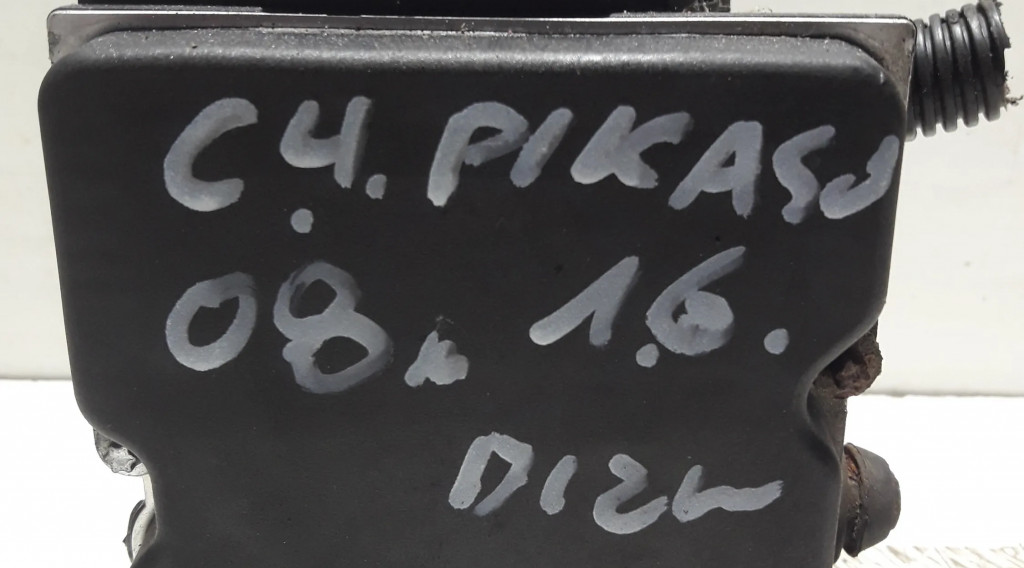 C4. PIKASO
08. 1.6.
DIZL